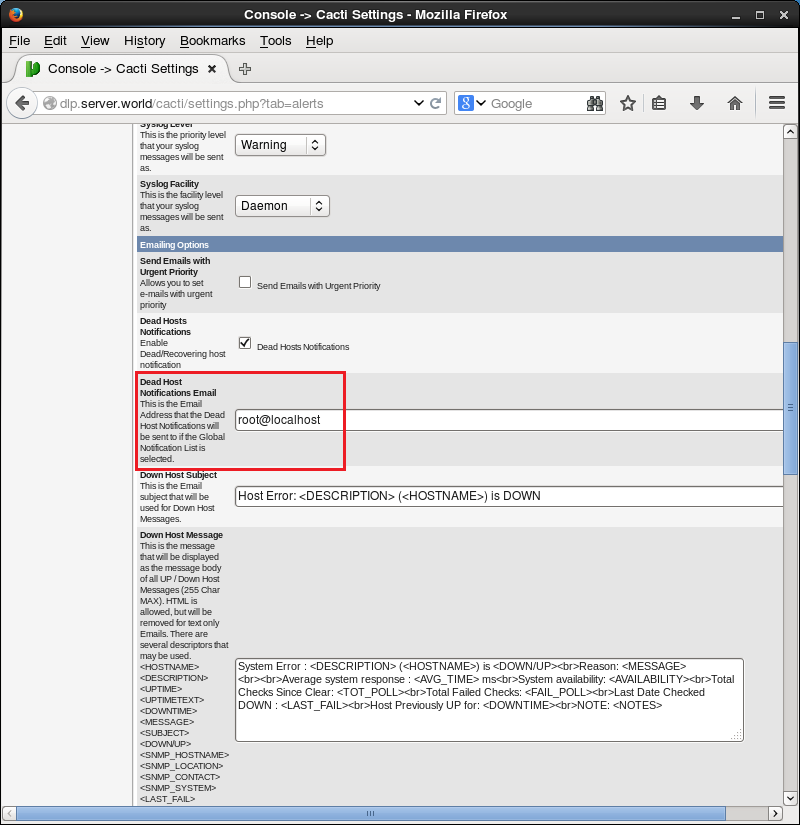 Console -> Cacti Settings - Mozilla Firefox
File Edit View History Bookmarks Tools Help
Console -> Cacti Settings
dlp.server.world/cacti/settings.php?tab=alerts
8 Google
Syslog Level
This is the priority level
that your syslog
messages will be sent
as.
Warning
Syslog Facility
This is the facility level
that your syslog
messages will be sent
as.
Daemon
Emailing Options
Send Emails with
Urgent Priority
Allows you to set
e-mails with urgent
priority
Send Emails with Urgent Priority
Dead Hosts
Notifications
Enable
Dead/Recovering host
notification
Dead Hosts Notifications
Dead Host
Notifications Email
This is the Email
Address that the Dead
Host Notifications will
be sent to if the Global
Notification List is
selected.
root@localhost
Down Host Subject
This is the Email
subject that will be
used for Down Host
Messages.
Host Error: <DESCRIPTION> (<HOSTNAME>) is DOWN
Down Host Message
This is the message
that will be displayed
as the message body
of all UP / Down Host
Messages (255 Char
MAX). HTML is
allowed, but will be
removed for text only
Emails. There are
several descriptors that
may be used.
<HOSTNAME>
<DESCRIPTION>
<UPTIME>
<UPTIMETEXT>
<DOWNTIME>
<MESSAGE>
<SUBJECT>
<DOWN/UP>
<SNMP_HOSTNAME>
<SNMP_LOCATION>
<SNMP_CONTACT>
<SNMP_SYSTEM>
<LAST_FAIL>
System Error : <DESCRIPTION> (<HOSTNAME>) is <DOWN/UP><br>Reason: <MESSAGE>
<br><br>Average system response : <AVG_TIME> ms<br>System availability: <AVAILABILITY><br>Total
Checks Since Clear: <TOT_POLL><br>Total Failed Checks: <FAIL_POLL><br>Last Date Checked
DOWN : <LAST_FAIL><br>Host Previously UP for: <DOWNTIME><br>NOTE: <NOTES>